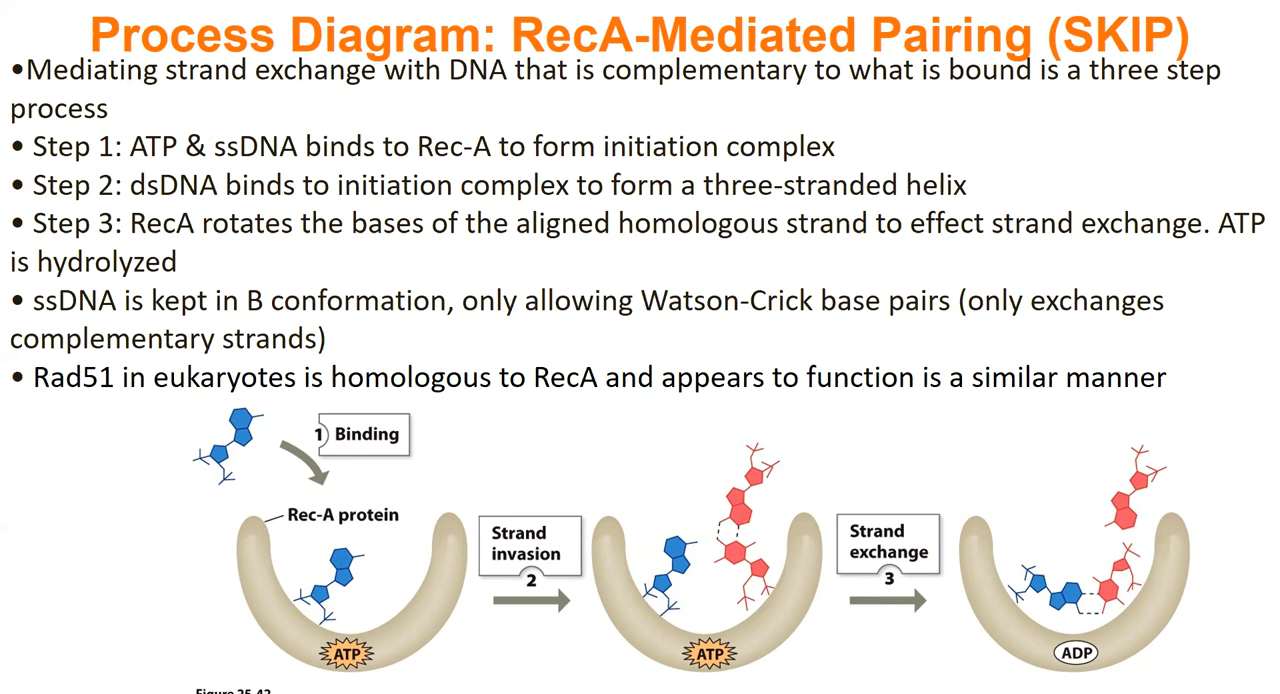 Process Diagram: RecA-Mediated Pairing (SKIP)
•Mediating strand exchange with DNA that is complementary to what is bound is a three step
process
• Step 1: ATP & ssDNA binds to Rec-A to form initiation complex
• Step 2: dsDNA binds to initiation complex to form a three-stranded helix
• Step 3: RecA rotates the bases of the aligned homologous strand to effect strand exchange. ATP
is hydrolyzed
• ssDNA is kept in B conformation, only allowing Watson-Crick base pairs (only exchanges
complementary strands)
• Rad51 in eukaryotes is homologous to RecA and appears to function is a similar manner
1 Binding
Rec-A protein
Strand
invasion
2
Strand
exchange
3
ATP
ATP
ADP
Figure 25-42